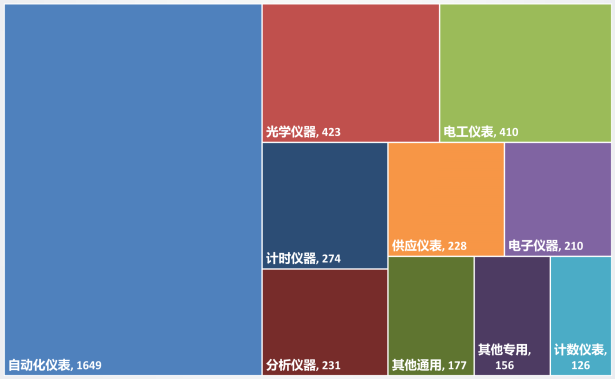 光学仪器, 423
电工仪表, 410
计时仪器, 274
供应仪表, 228
电子仪器, 210
自动化仪表, 1649
分析仪器, 231
其他通用, 177
其他专用,
156
计数仪表,
126